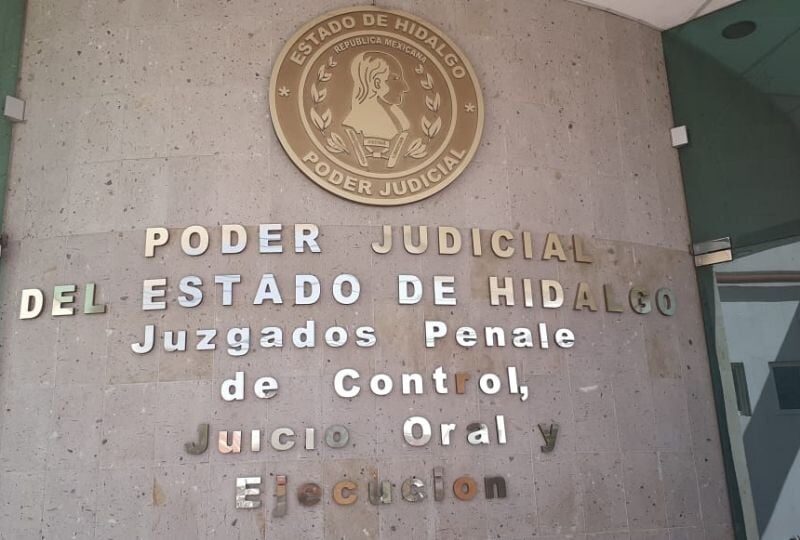 ESTADO DE HIDALGO
REPUBLICA MEXICANA
PODER JUDICIAL
PODER JUDICIAL
DEL ESTADO DE HIDALGO
Juzgados Penale
de Control,
Juicio Oral y
Ejecucion